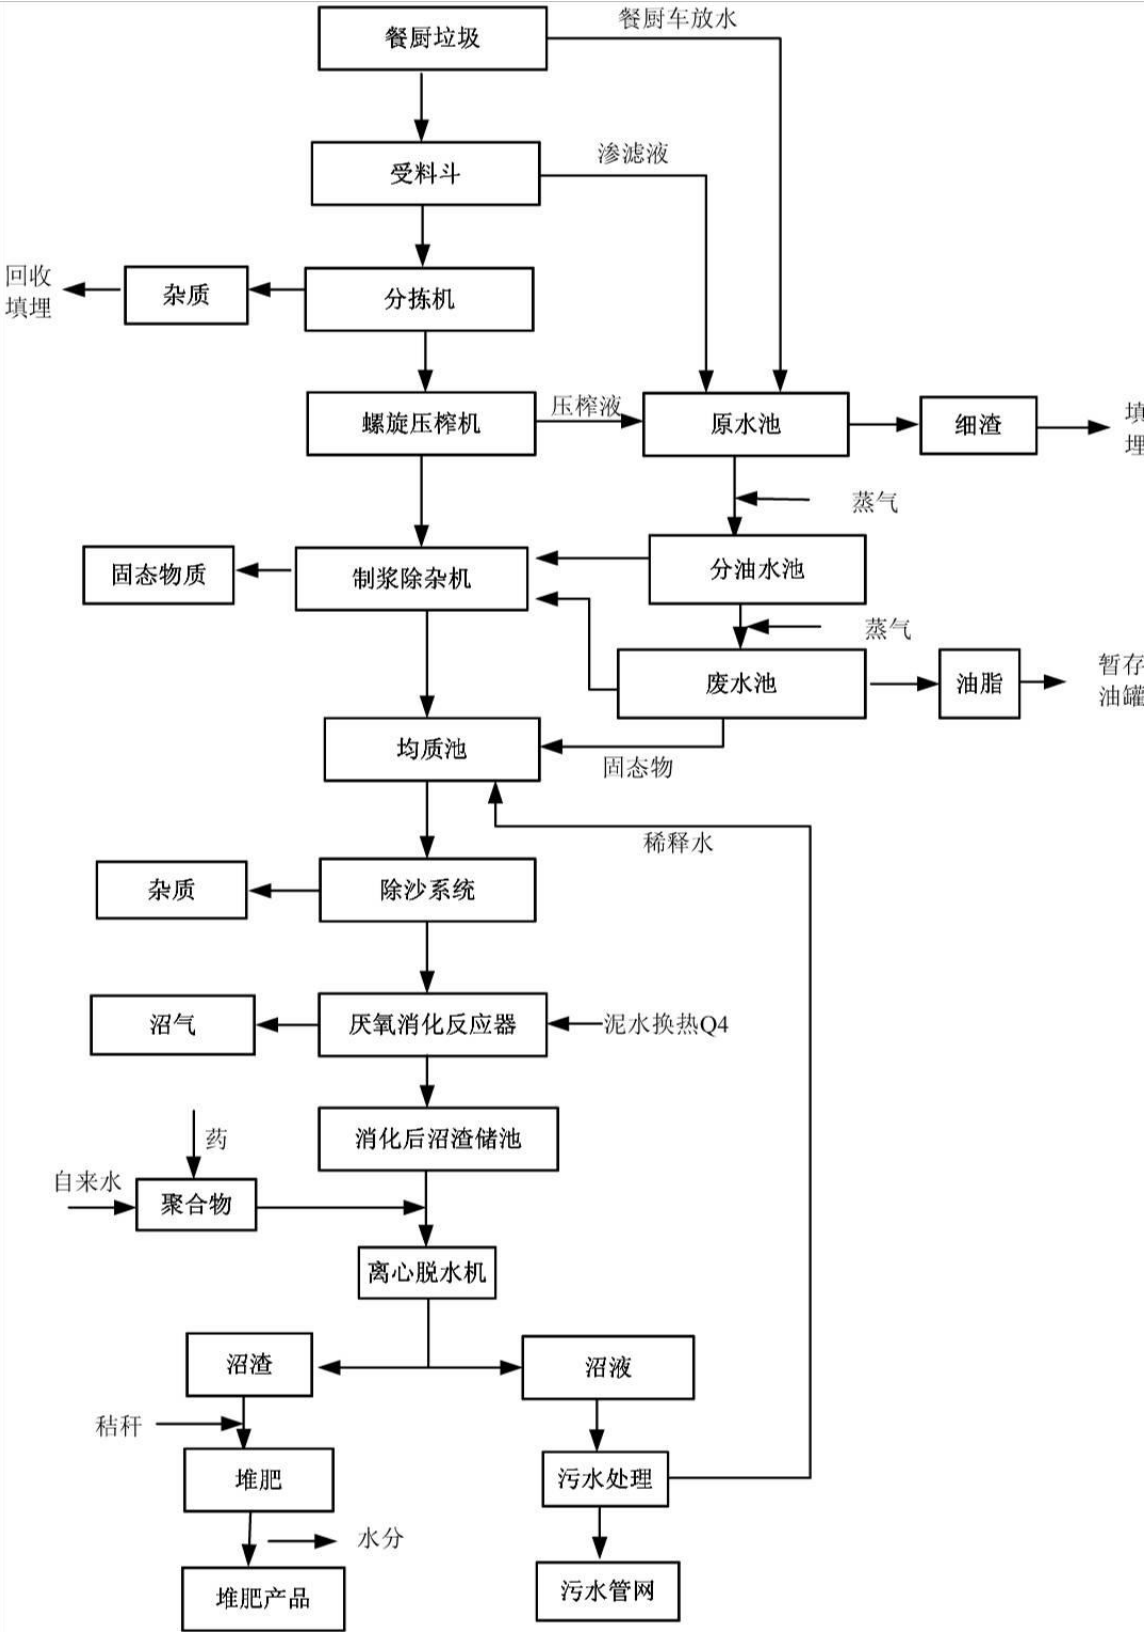 餐厨车放水
餐厨垃圾
渗滤液
受料斗
回收
填埋
杂质
分拣机
螺旋压榨机
压榨液
原水池
细渣
填
埋
蒸气
固态物质
制浆除杂机
分油水池
蒸气
废水池
油脂
暂存
油罐
均质池
固态物
稀释水
杂质
除沙系统
沼气
厌氧消化反应器
泥水换热Q4
消化后沼渣储池
药
自来水
聚合物
离心脱水机
沼渣
沼液
秸秆
堆肥
污水处理
水分
堆肥产品
污水管网